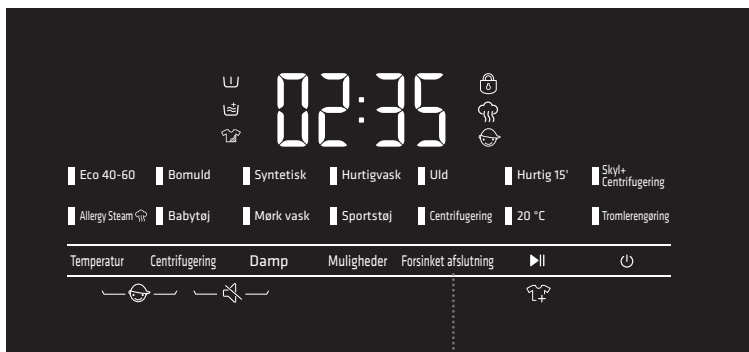 02:35
Eco 40-60 Bomuld Syntetisk Hurtigvask Uld Hurtig 15' Skyl+ Centrifugering
Allergy Steam Babytøj Mørk vask Sportstøj Centrifugering 20 °C Tromlerengøring
Temperatur Centrifugering Damp Muligheder Forsinket afslutning